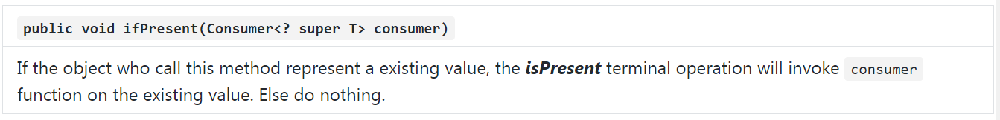 public void ifPresent(Consumer<? super T> consumer)
If the object who call this method represent a existing value, the isPresent terminal operation will invoke consumer
function on the existing value. Else do nothing.